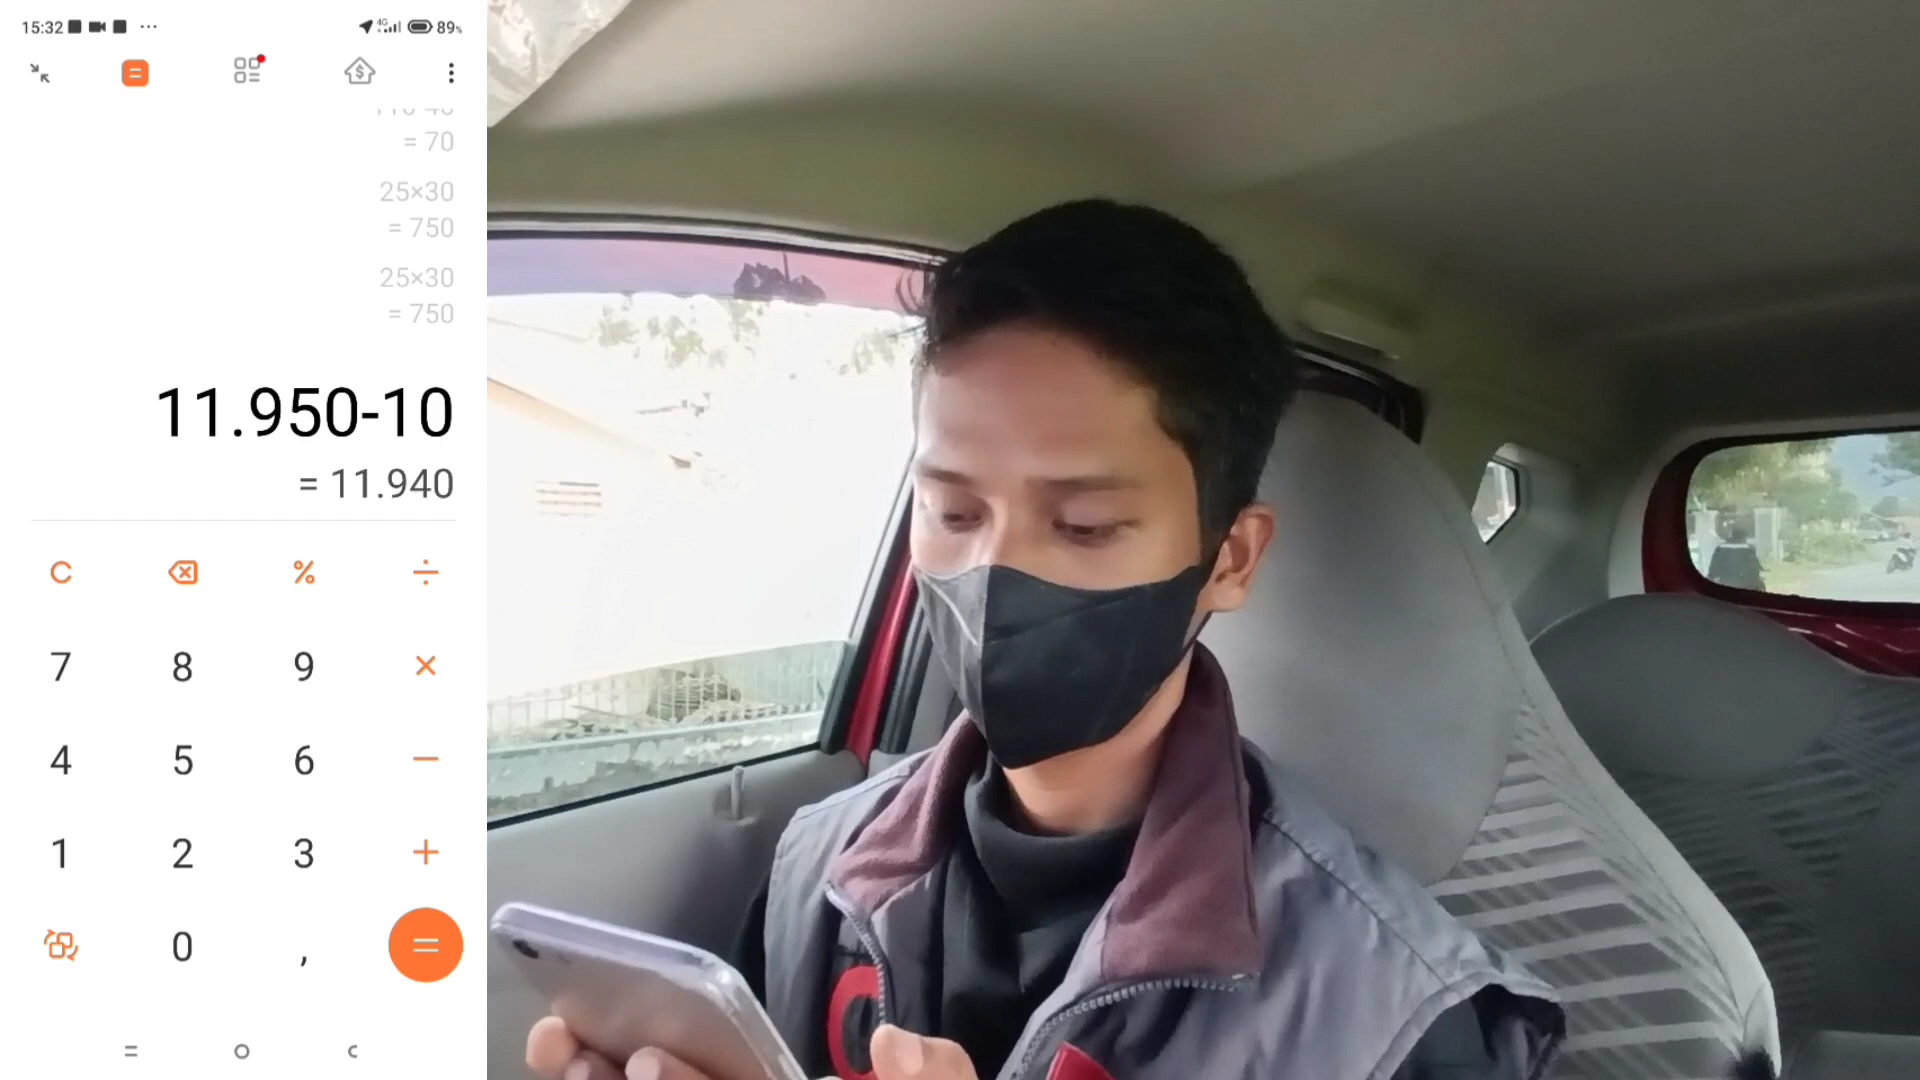 15:32 ... 4G 89%
= 70
25×30
= 750
25×30
= 750
11.950-10
= 11.940
C % ÷
7 8 9 ×
4 5 6 −
1 2 3 +
0 , =